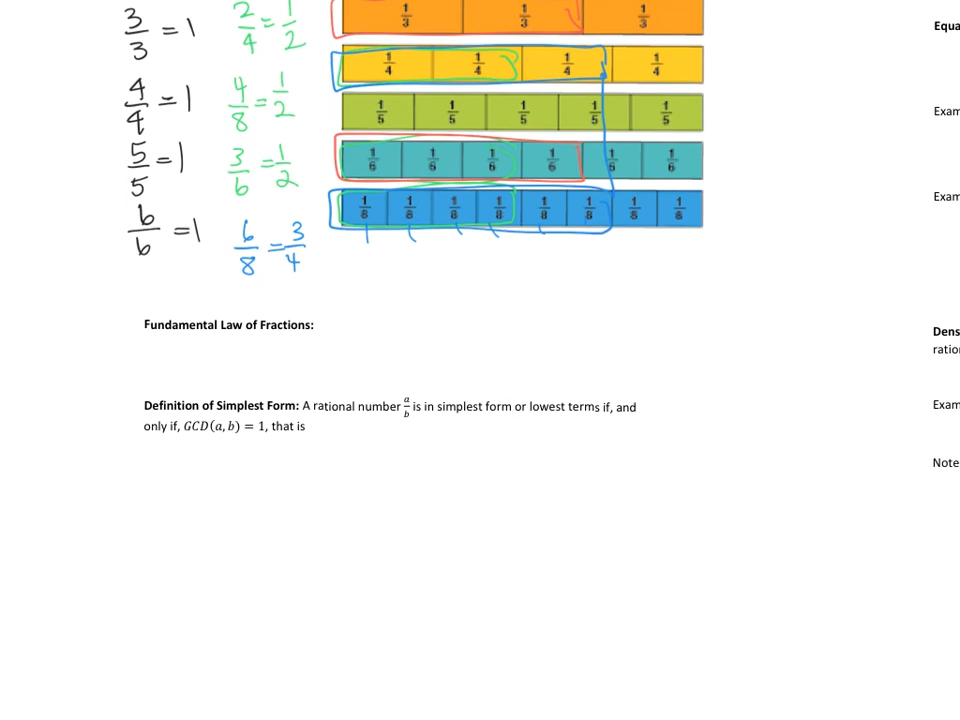 3/3 = 1
2/4 = 1/2
1/3 1/3 1/3
4/4 = 1
4/8 = 1/2
1/4 1/4 1/4 1/4
1/5 1/5 1/5 1/5 1/5
5/5 = 1
3/6 = 1/2
1/6 1/6 1/6 1/6 1/6 1/6
6/6 = 1
6/8 = 3/4
1/8 1/8 1/8 1/8 1/8 1/8 1/8 1/8
Fundamental Law of Fractions:
Definition of Simplest Form: A rational number a/b is in simplest form or lowest terms if, and
only if, GCD(a, b) = 1, that is
Equa
Exam
Exam
Dens
ratio
Exam
Note